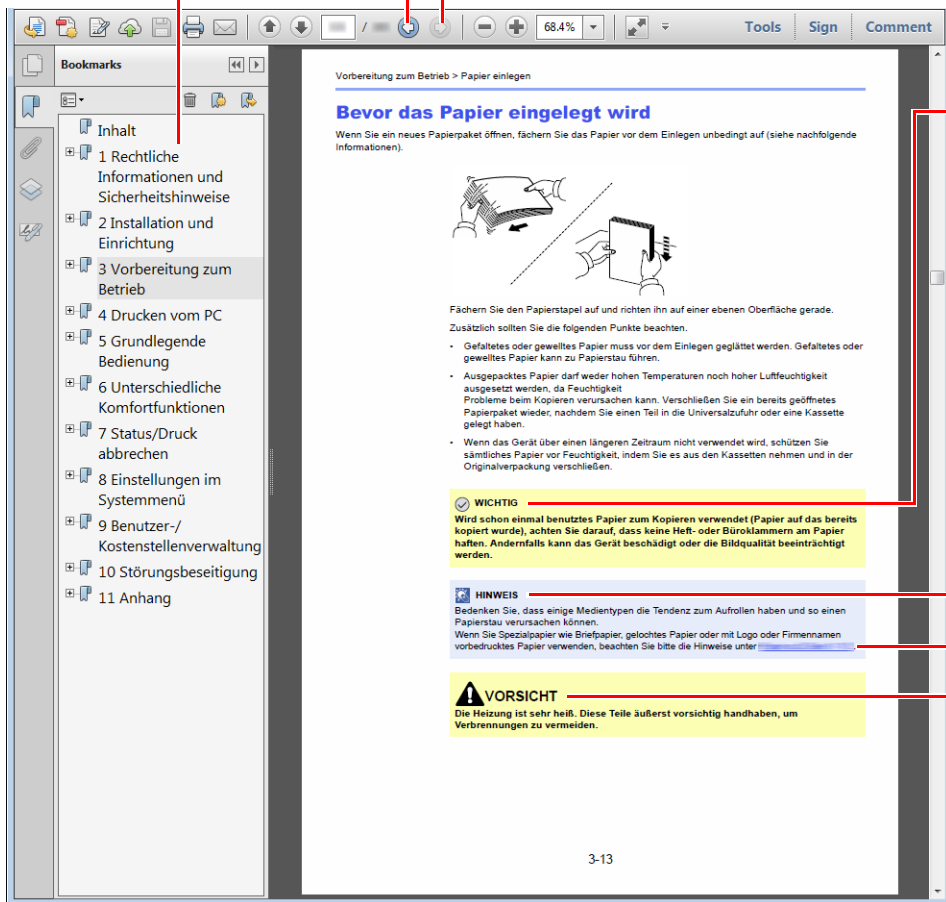 68.4%
Tools
Sign
Comment
Bookmarks
Inhalt
1 Rechtliche
Informationen und
Sicherheitshinweise
2 Installation und
Einrichtung
3 Vorbereitung zum
Betrieb
4 Drucken vom PC
5 Grundlegende
Bedienung
6 Unterschiedliche
Komfortfunktionen
7 Status/Druck
abbrechen
8 Einstellungen im
Systemmenü
9 Benutzer-/
Kostenstellenverwaltung
10 Störungsbeseitigung
11 Anhang
Vorbereitung zum Betrieb > Papier einlegen
Bevor das Papier eingelegt wird
Wenn Sie ein neues Papierpaket öffnen, fächern Sie das Papier vor dem Einlegen unbedingt auf (siehe nachfolgende
Informationen).
Fächern Sie den Papierstapel auf und richten ihn auf einer ebenen Oberfläche gerade.
Zusätzlich sollten Sie die folgenden Punkte beachten.
• Gefaltetes oder gewelltes Papier muss vor dem Einlegen geglättet werden. Gefaltetes oder
gewelltes Papier kann zu Papierstau führen.
• Ausgepacktes Papier darf weder hohen Temperaturen noch hoher Luftfeuchtigkeit
ausgesetzt werden, da Feuchtigkeit
Probleme beim Kopieren verursachen kann. Verschließen Sie ein bereits geöffnetes
Papierpaket wieder, nachdem Sie einen Teil in die Universalzufuhr oder eine Kassette
gelegt haben.
• Wenn das Gerät über einen längeren Zeitraum nicht verwendet wird, schützen Sie
sämtliches Papier vor Feuchtigkeit, indem Sie es aus den Kassetten nehmen und in der
Originalverpackung verschließen.
WICHTIG
Wird schon einmal benutztes Papier zum Kopieren verwendet (Papier auf das bereits
kopiert wurde), achten Sie darauf, dass keine Heft- oder Büroklammern am Papier
haften. Andernfalls kann das Gerät beschädigt oder die Bildqualität beeinträchtigt
werden.
HINWEIS
Bedenken Sie, dass einige Medientypen die Tendenz zum Aufrollen haben und so einen
Papierstau verursachen können.
Wenn Sie Spezialpapier wie Briefpapier, gelochtes Papier oder mit Logo oder Firmennamen
vorbedrucktes Papier verwenden, beachten Sie bitte die Hinweise unter
VORSICHT
Die Heizung ist sehr heiß. Diese Teile äußerst vorsichtig handhaben, um
Verbrennungen zu vermeiden.
3-13